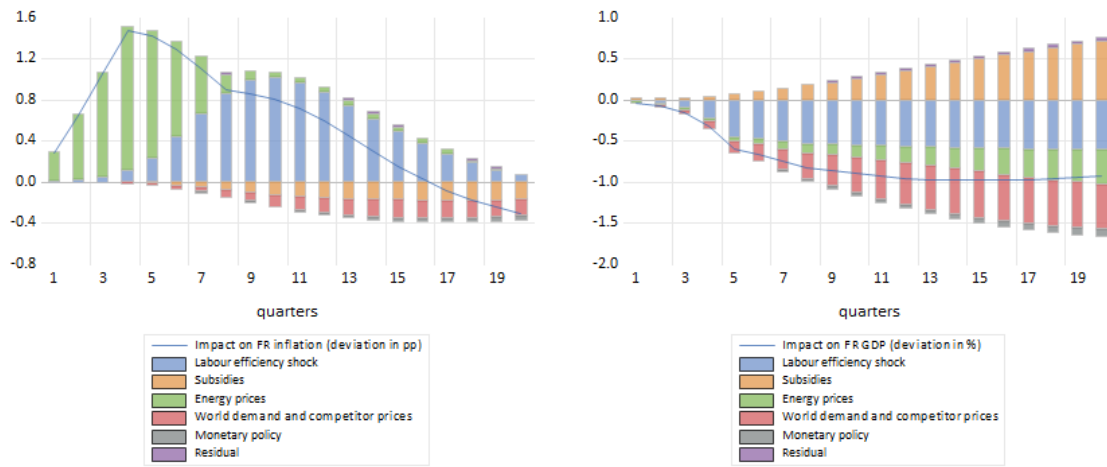 1.6
1.2
0.8
0.4
0.0
-0.4
-0.8
1 3 5 7 9 11 13 15 17 19
quarters
Impact on FR inflation (deviation in pp)
Labour efficiency shock
Subsidies
Energy prices
World demand and competitor prices
Monetary policy
Residual
1.0
0.5
0.0
-0.5
-1.0
-1.5
-2.0
1 3 5 7 9 11 13 15 17 19
quarters
Impact on FR GDP (deviation in %)
Labour efficiency shock
Subsidies
Energy prices
World demand and competitor prices
Monetary policy
Residual